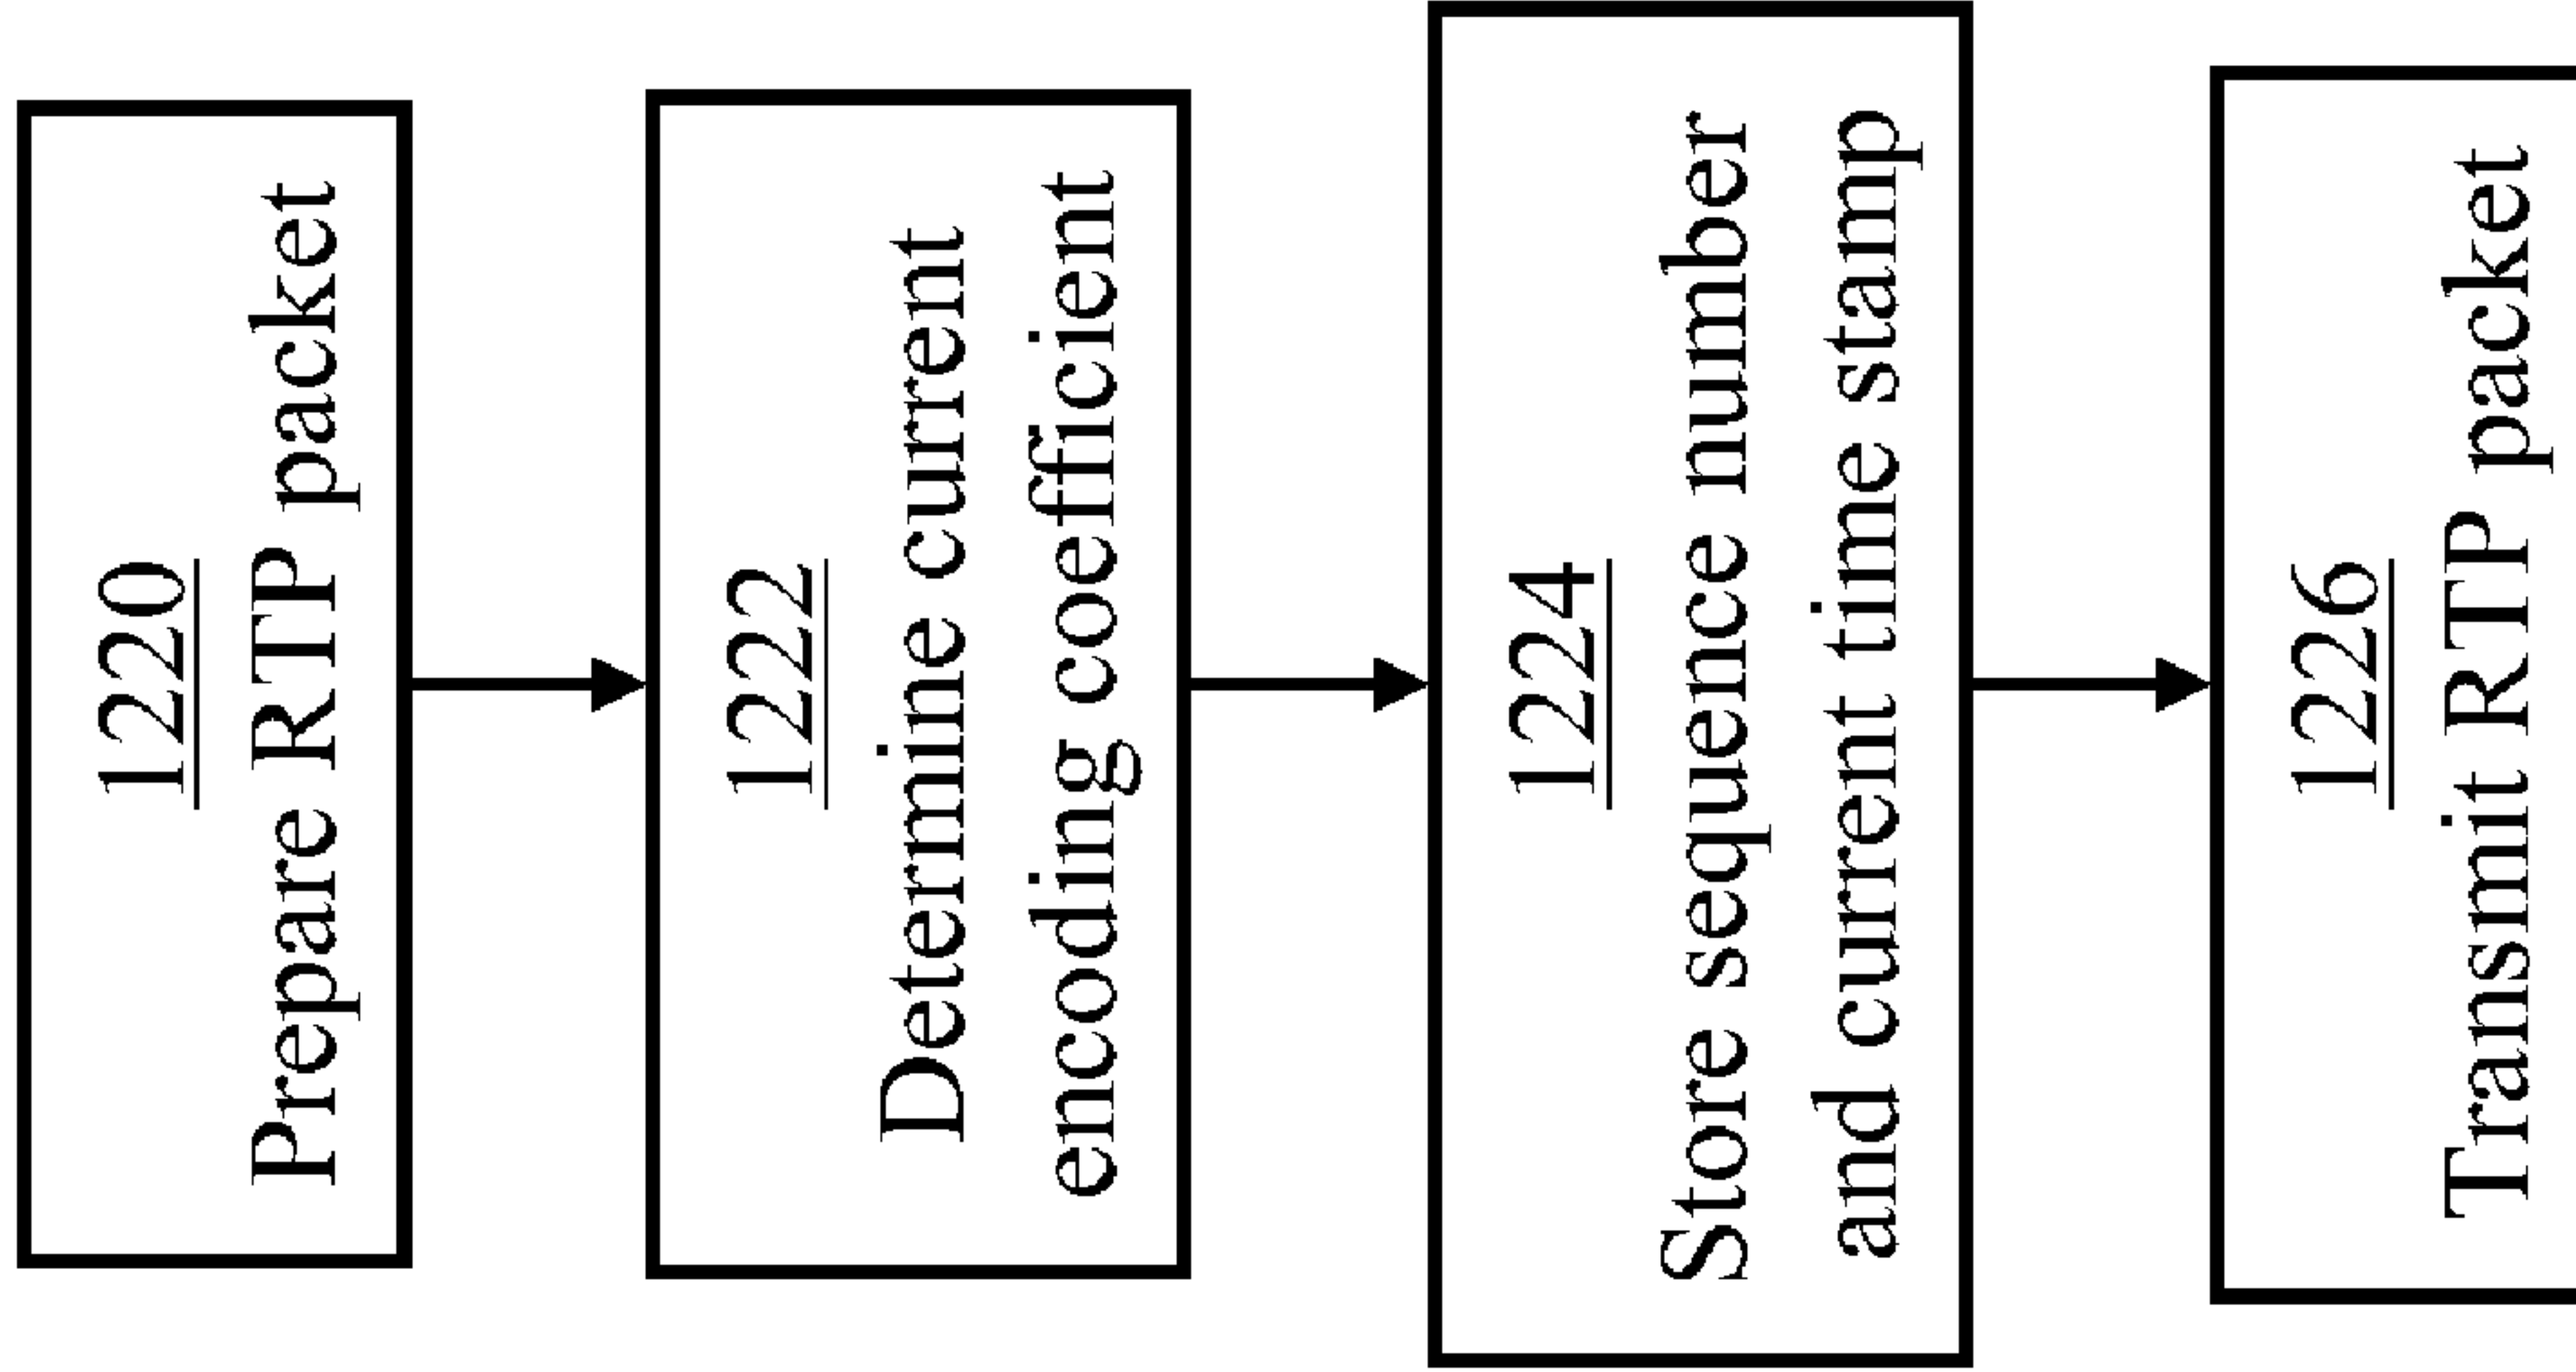 1220
Prepare RTP packet
1222
Determine current
encoding coefficient
1224
Store sequence number
and current time stamp
1226
Transmit RTP packet